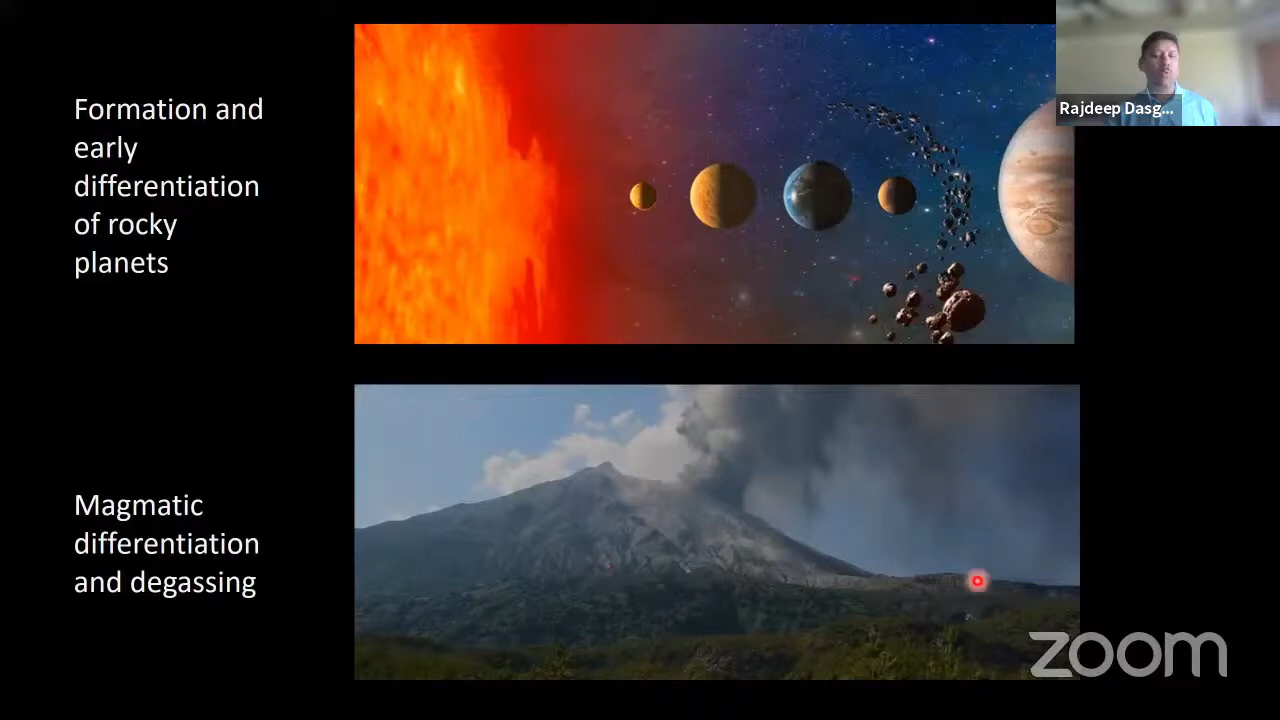 Formation and
early
differentiation
of rocky
planets
Rajdeep Dasg...
Magmatic
differentiation
and degassing
zoom